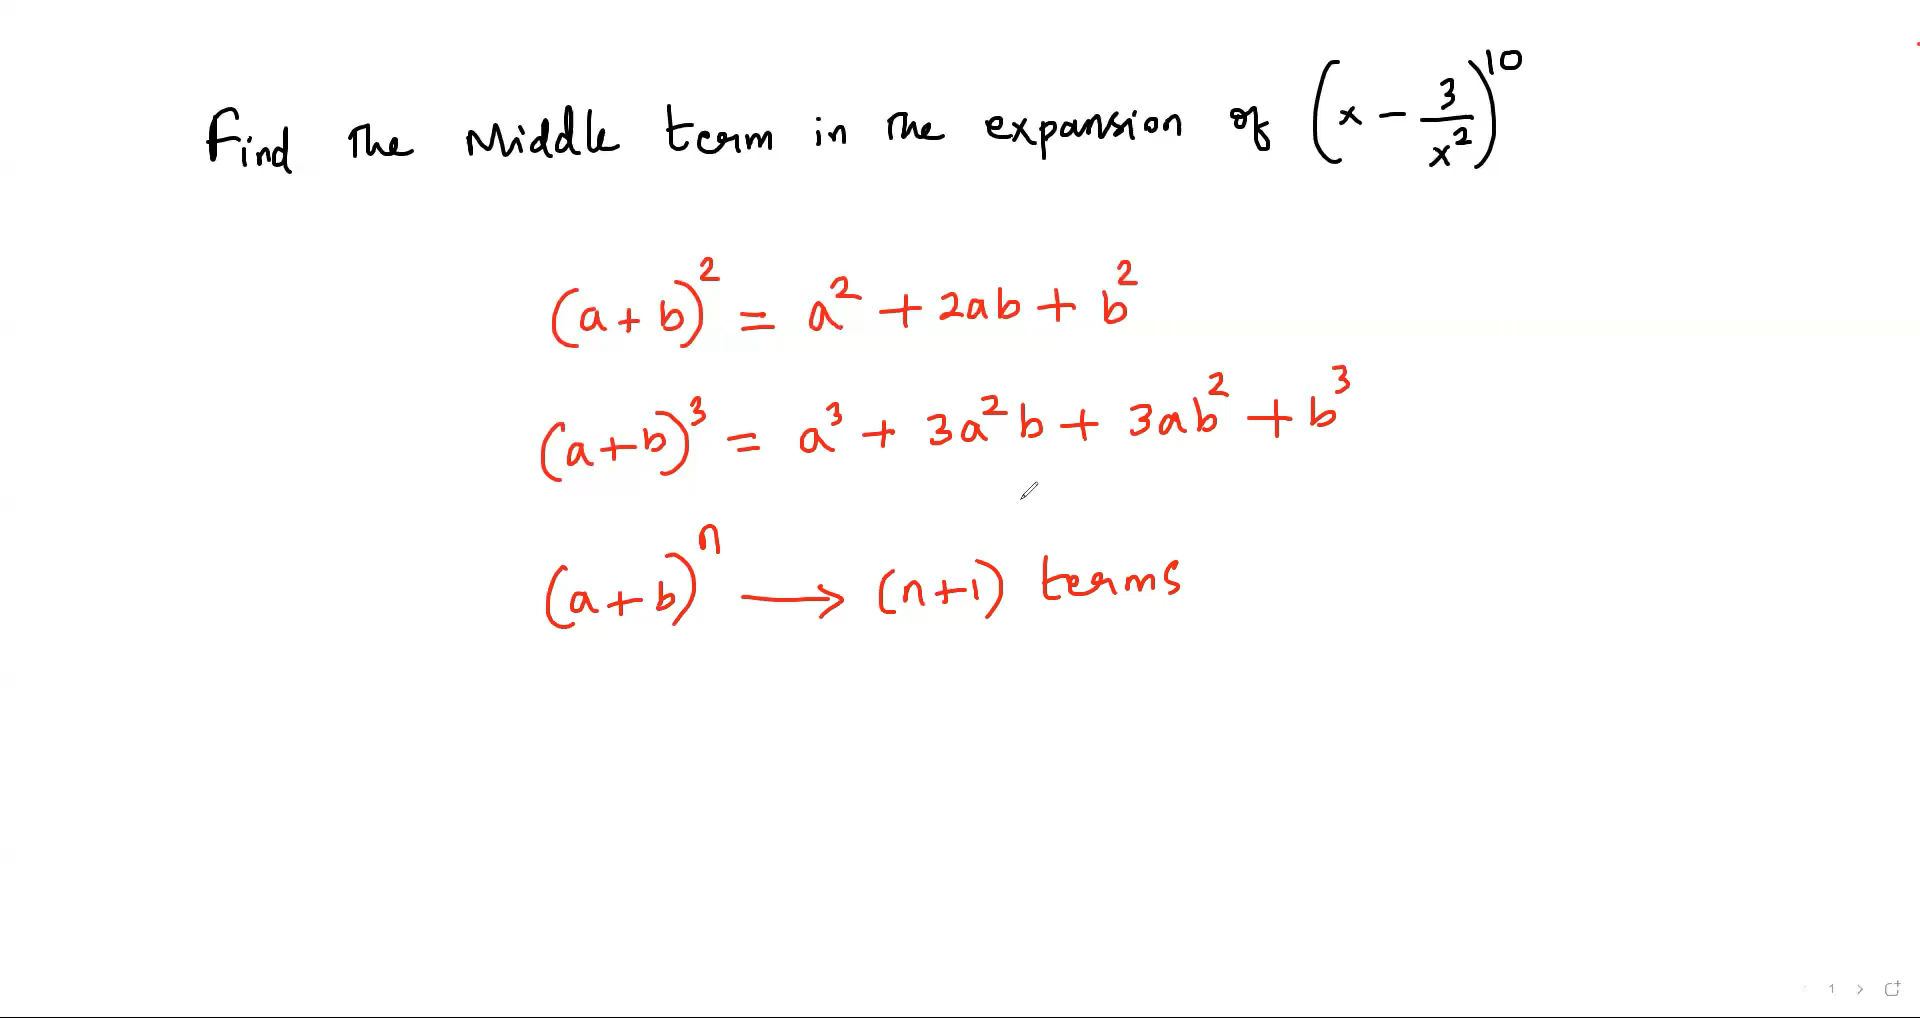 Find the Middle term in the expansion of (x - 3/x²)¹⁰
(a + b)² = a² + 2ab + b²
(a+b)³ = a³ + 3a²b + 3ab² + b³
(a+b)ⁿ ⟶ (n+1) terms
1